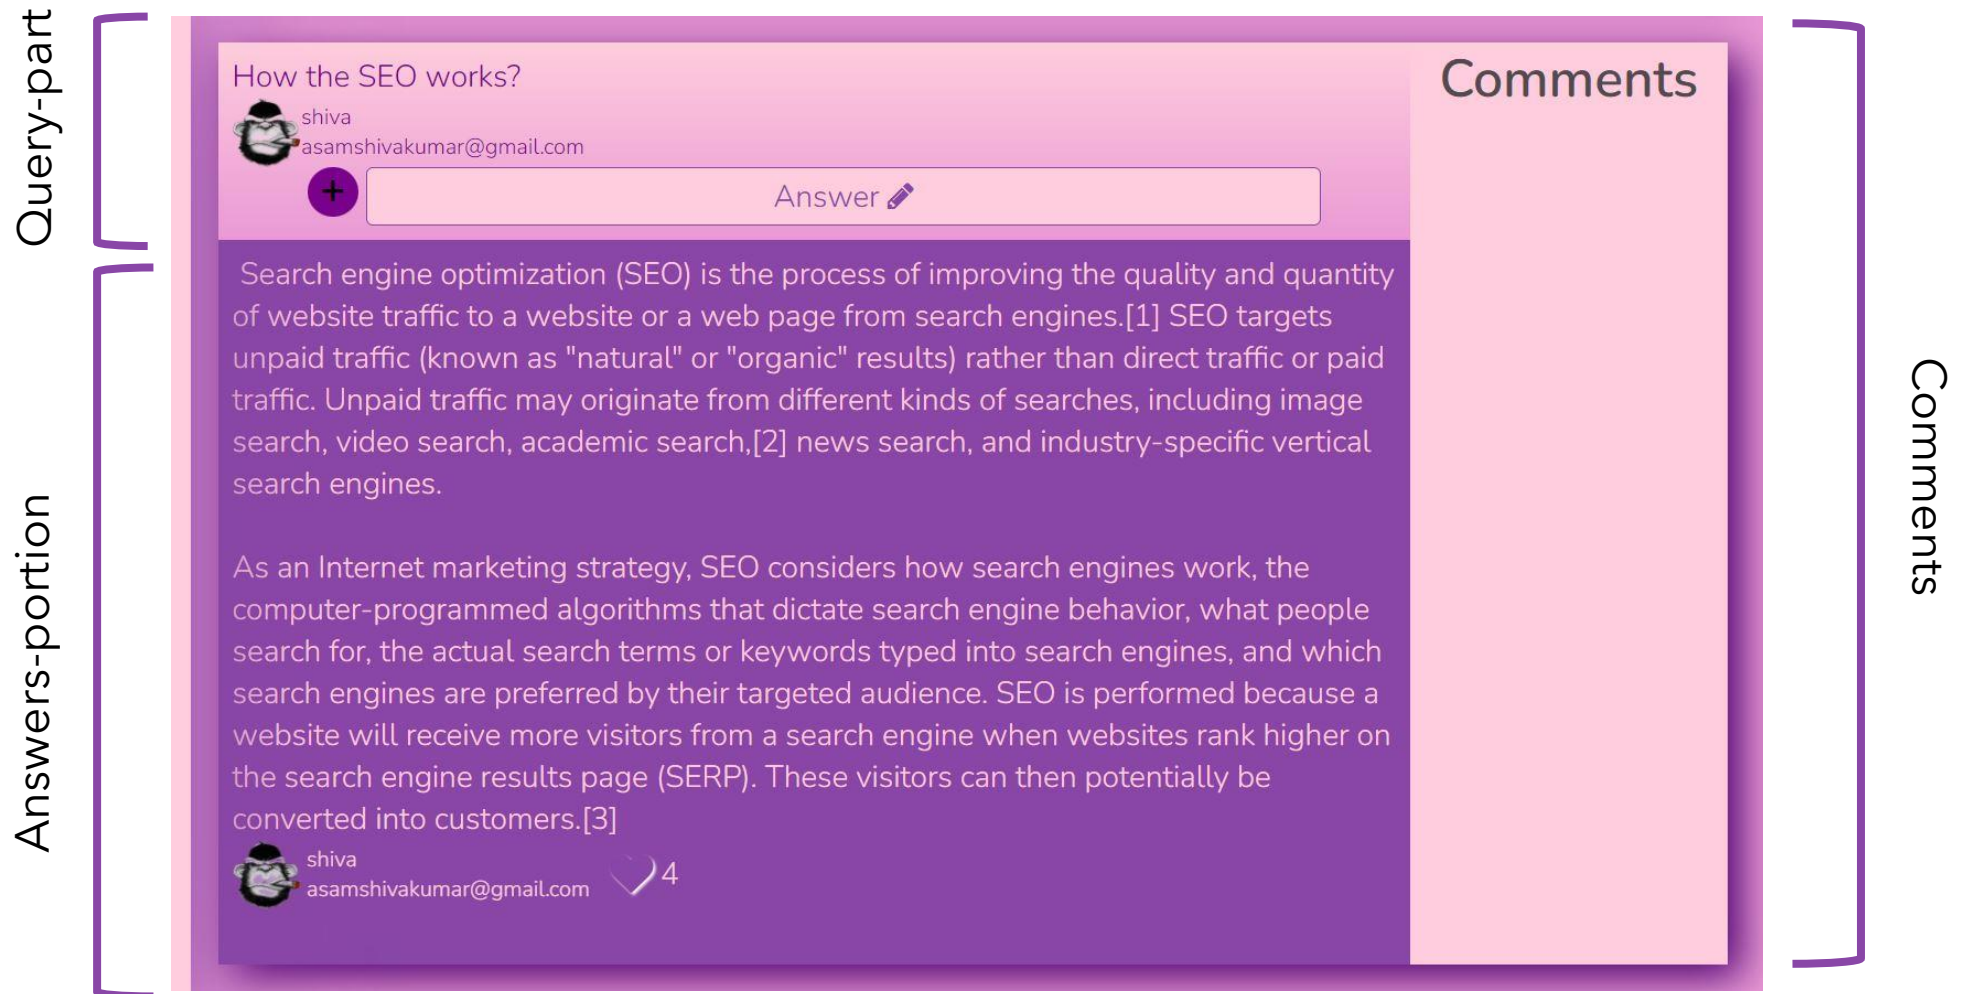 Query-part
How the SEO works?
shiva
asamshivakumar@gmail.com
+
Answer
Search engine optimization (SEO) is the process of improving the quality and quantity
of website traffic to a website or a web page from search engines.[1] SEO targets
unpaid traffic (known as "natural" or "organic" results) rather than direct traffic or paid
traffic. Unpaid traffic may originate from different kinds of searches, including image
search, video search, academic search,[2] news search, and industry-specific vertical
search engines.
As an Internet marketing strategy, SEO considers how search engines work, the
computer-programmed algorithms that dictate search engine behavior, what people
search for, the actual search terms or keywords typed into search engines, and which
search engines are preferred by their targeted audience. SEO is performed because a
website will receive more visitors from a search engine when websites rank higher on
the search engine results page (SERP). These visitors can then potentially be
converted into customers.[3]
shiva
asamshivakumar@gmail.com
4
Answers-portion
Comments
Comments